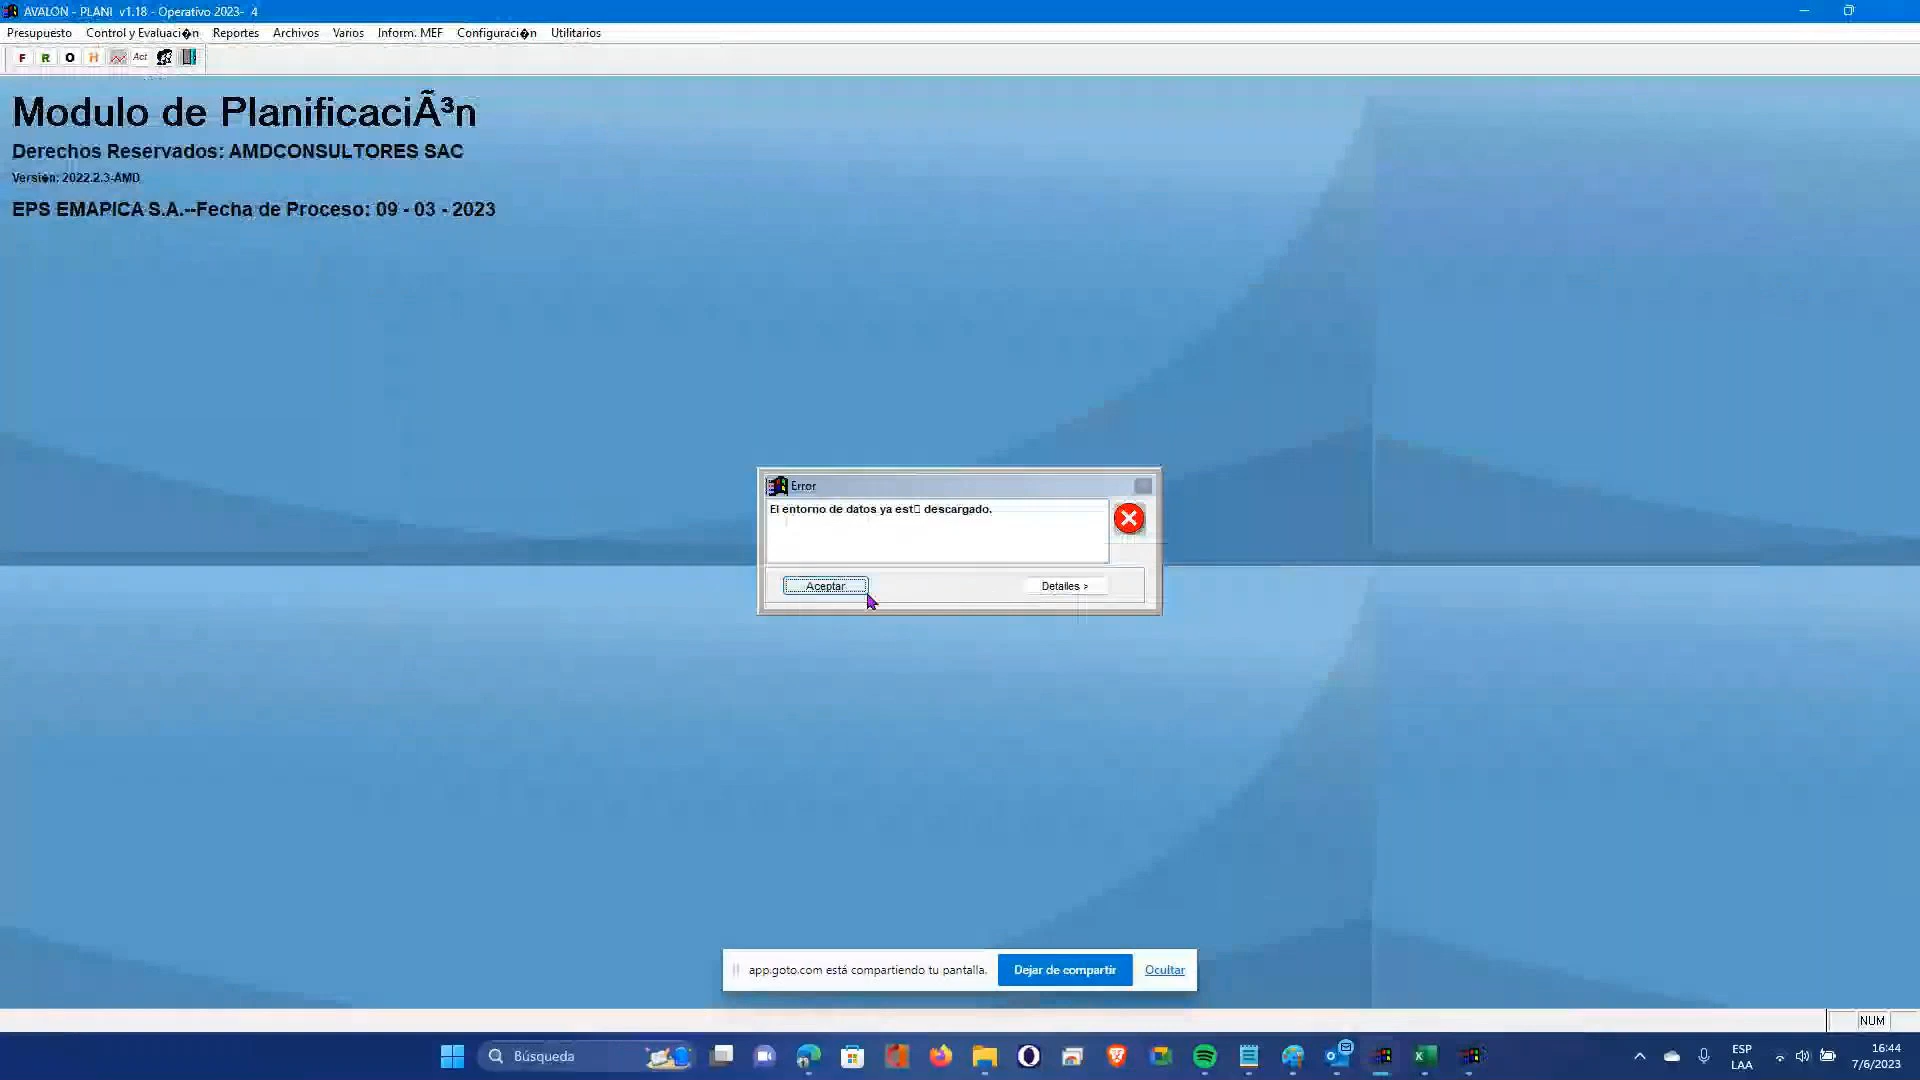 AVALON - PLANI  v1.18 - Operativo 2023-  4
Presupuesto Control y Evaluaci�n Reportes Archivos Varios Inform. MEF Configuraci�n Utilitarios
F R O H Act
Modulo de PlanificaciÃ³n
Derechos Reservados: AMDCONSULTORES SAC
Versi�n: 2022.2.3-AMD
EPS EMAPICA S.A.--Fecha de Proceso: 09 - 03 - 2023
Error
El entorno de datos ya est□ descargado.
Aceptar Detalles >
app.goto.com está compartiendo tu pantalla. Dejar de compartir Ocultar
NUM
Búsqueda
ESP
LAA
16:44
7/6/2023